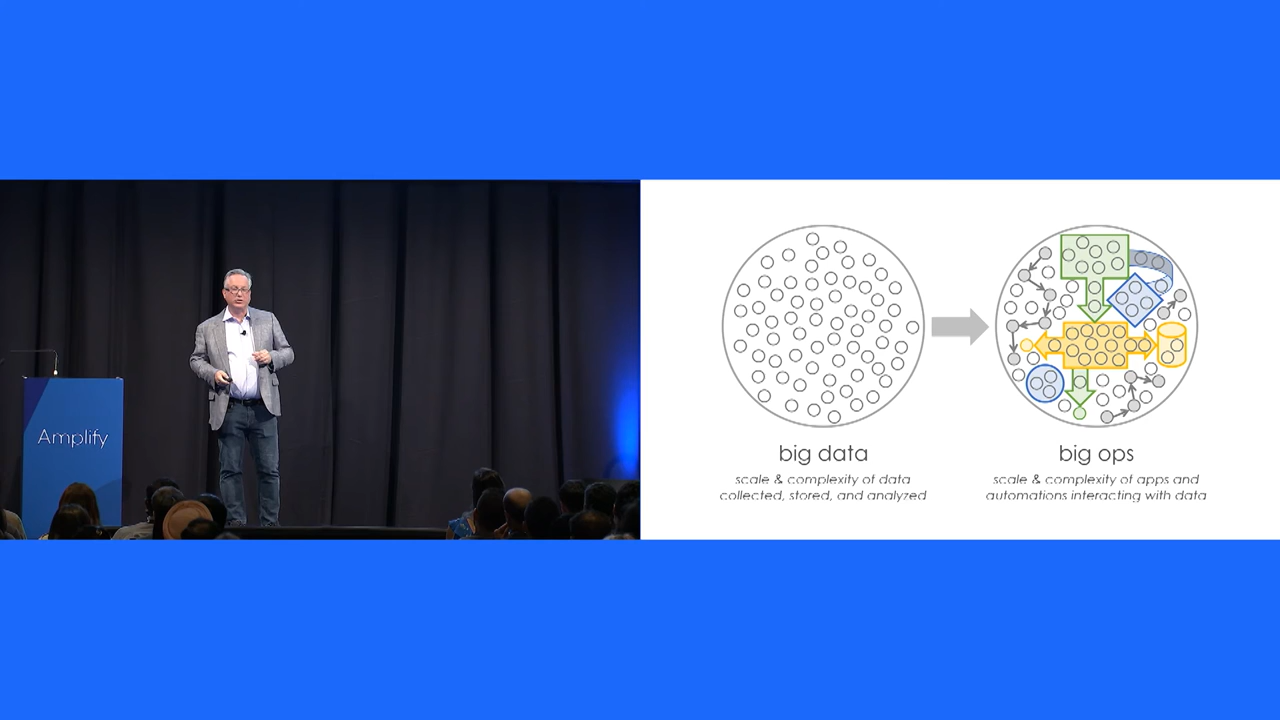 Amplify
big data
scale & complexity of data
collected, stored, and analyzed
big ops
scale & complexity of apps and
automations interacting with data